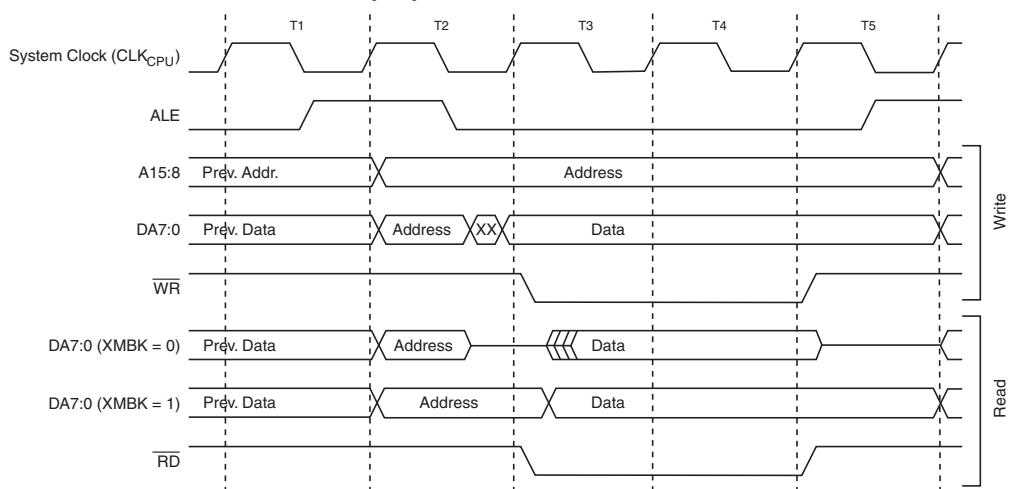 T1 T2 T3 T4 T5
System Clock (CLKCPU)
ALE
A15:8 Prev. Addr. Address
DA7:0 Prev. Data Address XX Data
WR
Write
DA7:0 (XMBK = 0) Prev. Data Address Data
DA7:0 (XMBK = 1) Prev. Data Address Data
RD
Read